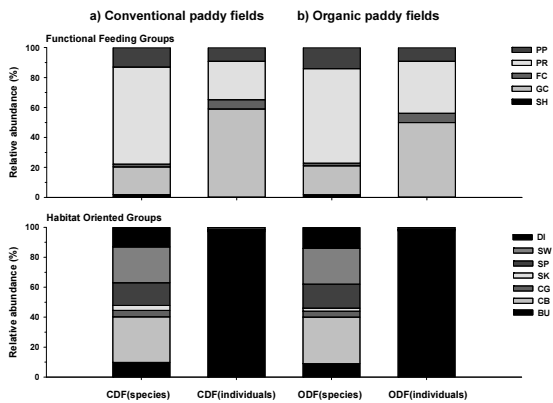 a) Conventional paddy fields b) Organic paddy fields
Functional Feeding Groups
Relative abundance (%)
100
80
60
40
20
0
PP
PR
FC
GC
SH
Habitat Oriented Groups
Relative abundance (%)
100
80
60
40
20
0
DI
SW
SP
SK
CG
CB
BU
CDF(species) CDF(individuals) ODF(species) ODF(individuals)